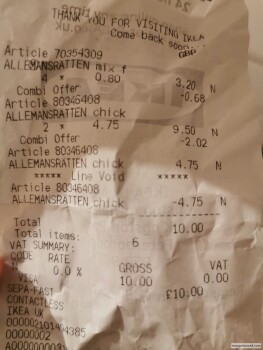 THANK YOU FOR VISITING IKEA
Come back soon
GBP
Article 70354309
ALLEMANSRATTEN mix f
4 * 0.80 3.20 N
Combi Offer -0.68
Article 80346408
ALLEMANSRATTEN chick
2 * 4.75 9.50 N
Combi Offer -2.02
Article 80346408
ALLEMANSRATTEN chick 4.75 N
***** Line Void *****
Article 80346408
ALLEMANSRATTEN chick -4.75 N
Total 10.00
Total items: 6
VAT SUMMARY:
CODE RATE GROSS VAT
0.0 % 10.00 0.00
VISA £10.00
SEPA-FAST
CONTACTLESS
IKEA UK
00000002